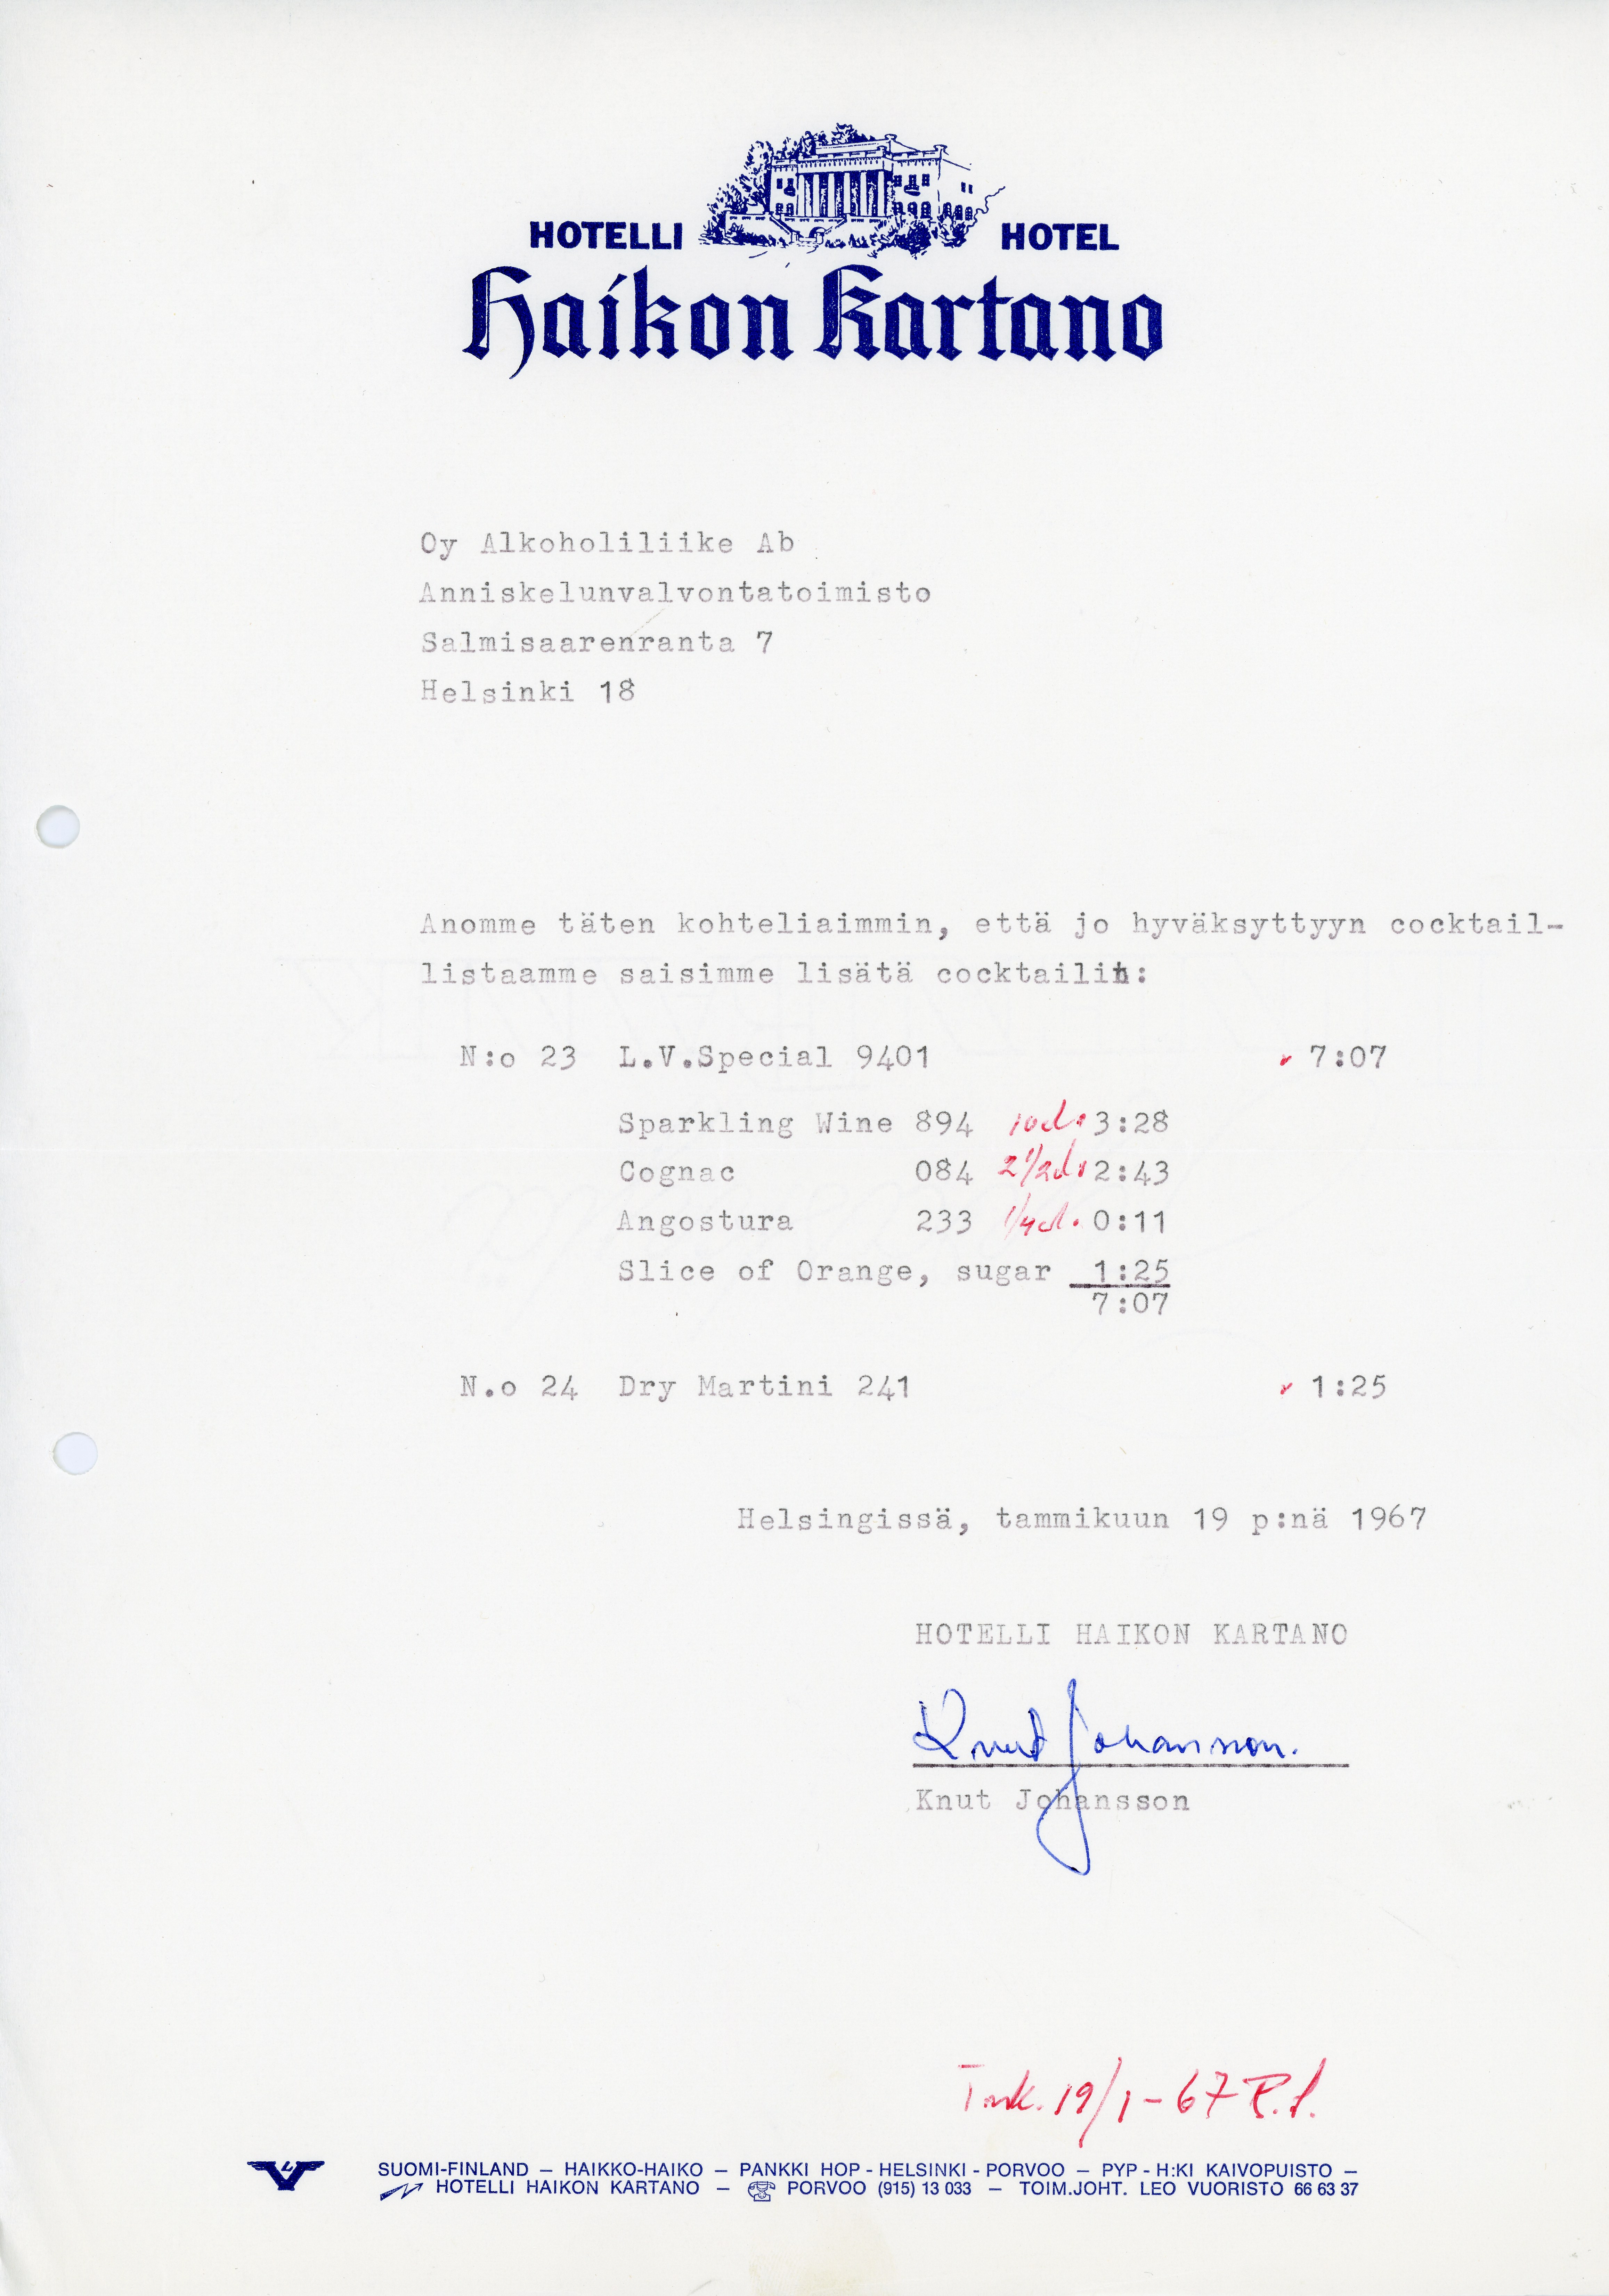 HOTELLI HOTEL
Haikon Kartano
Oy Alkoholiliike Ab
Anniskelunvalvontatoimisto
Salmisaarenranta 7
Helsinki 18
Anomme täten kohteliaimmin, että jo hyväksyttyyn cocktail-
listaamme saisimme lisätä cocktailin:
N:o 23 L.V.Special 9401 7:07
Sparkling Wine 894 10cl. 3:28
Cognac 084 2 1/2cl 2:43
Angostura 233 1/4cl. 0:11
Slice of Orange, sugar 1:25
7:07
N.o 24 Dry Martini 241 1:25
Helsingissä, tammikuun 19 p:nä 1967
HOTELLI HAIKON KARTANO
Knut Johansson.
Knut Johansson
19/1-67
SUOMI-FINLAND — HAIKKO-HAIKO — PANKKI HOP - HELSINKI - PORVOO — PYP - H:KI KAIVOPUISTO —
HOTELLI HAIKON KARTANO — PORVOO (915) 13 033 — TOIM.JOHT. LEO VUORISTO 66 63 37